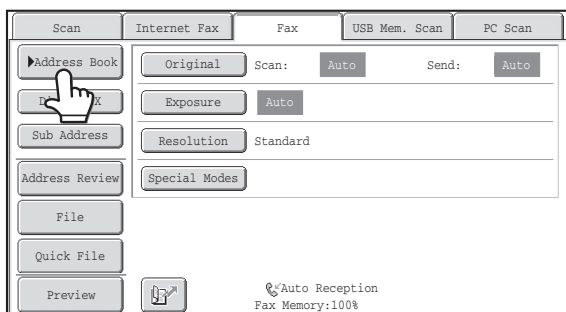 Scan
Internet Fax
Fax
USB Mem. Scan
PC Scan
Address Book
Original
Scan:
Auto
Send:
Auto
X
Exposure
Auto
Sub Address
Resolution
Standard
Address Review
Special Modes
File
Quick File
Preview
Auto Reception
Fax Memory:100%